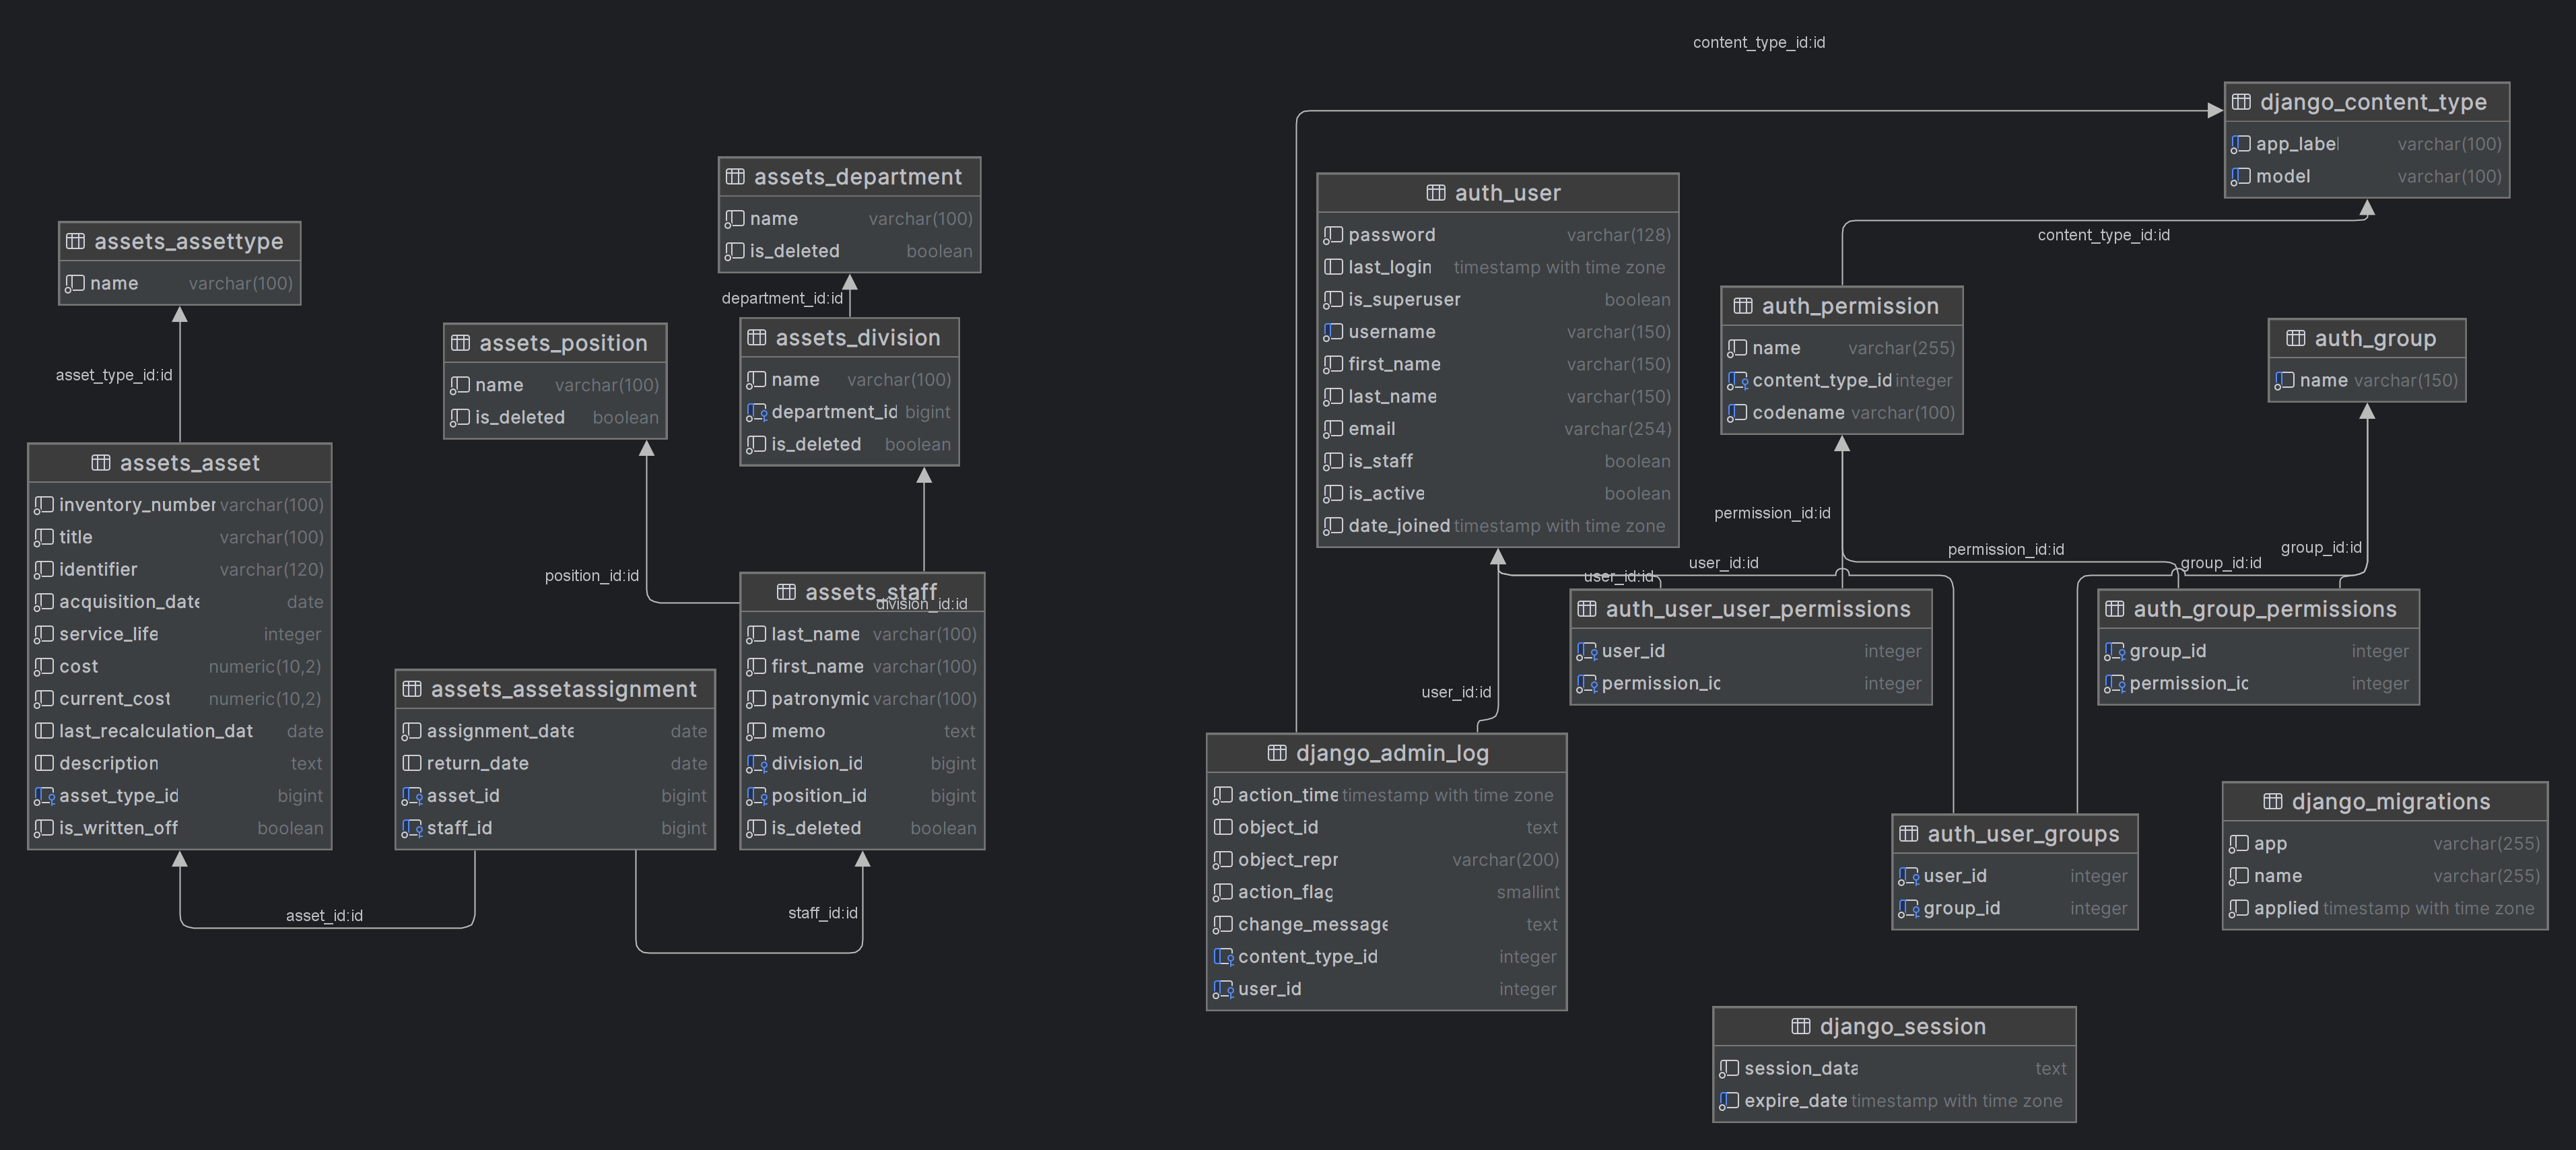 content_type_id:id
django_content_type
app_label varchar(100)
model varchar(100)
content_type_id:id
assets_department
name varchar(100)
is_deleted boolean
department_id:id
assets_assettype
name varchar(100)
asset_type_id:id
assets_position
name varchar(100)
is_deleted boolean
assets_division
name varchar(100)
department_id bigint
is_deleted boolean
assets_asset
inventory_number varchar(100)
title varchar(100)
identifier varchar(120)
acquisition_date date
service_life integer
cost numeric(10,2)
current_cost numeric(10,2)
last_recalculation_dat date
description text
asset_type_id bigint
is_written_off boolean
position_id:id
assets_staff
division_id:id
last_name varchar(100)
first_name varchar(100)
patronymic varchar(100)
memo text
division_id bigint
position_id bigint
is_deleted boolean
assets_assetassignment
assignment_date date
return_date date
asset_id bigint
staff_id bigint
asset_id:id
staff_id:id
auth_user
password varchar(128)
last_login timestamp with time zone
is_superuser boolean
username varchar(150)
first_name varchar(150)
last_name varchar(150)
email varchar(254)
is_staff boolean
is_active boolean
date_joined timestamp with time zone
auth_permission
name varchar(255)
content_type_id integer
codename varchar(100)
auth_group
name varchar(150)
permission_id:id
permission_id:id
group_id:id
user_id:id
group_id:id
user_id:id
auth_user_user_permissions
user_id integer
permission_id integer
auth_group_permissions
group_id integer
permission_id integer
user_id:id
django_admin_log
action_time timestamp with time zone
object_id text
object_repr varchar(200)
action_flag smallint
change_message text
content_type_id integer
user_id integer
auth_user_groups
user_id integer
group_id integer
django_migrations
app varchar(255)
name varchar(255)
applied timestamp with time zone
django_session
session_data text
expire_date timestamp with time zone